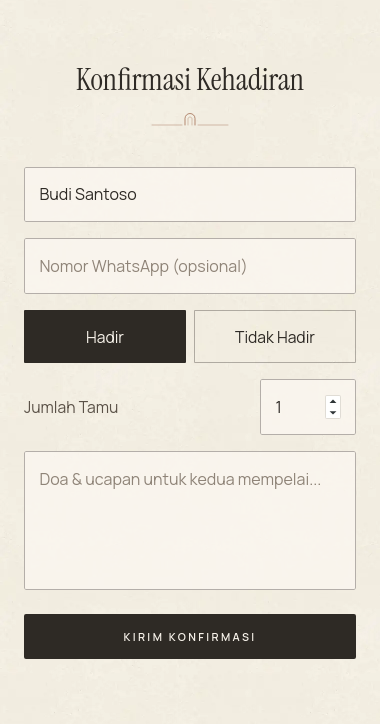 Konfirmasi Kehadiran
Budi Santoso
Nomor WhatsApp (opsional)
Hadir
Tidak Hadir
Jumlah Tamu
1
Doa & ucapan untuk kedua mempelai...
KIRIM KONFIRMASI